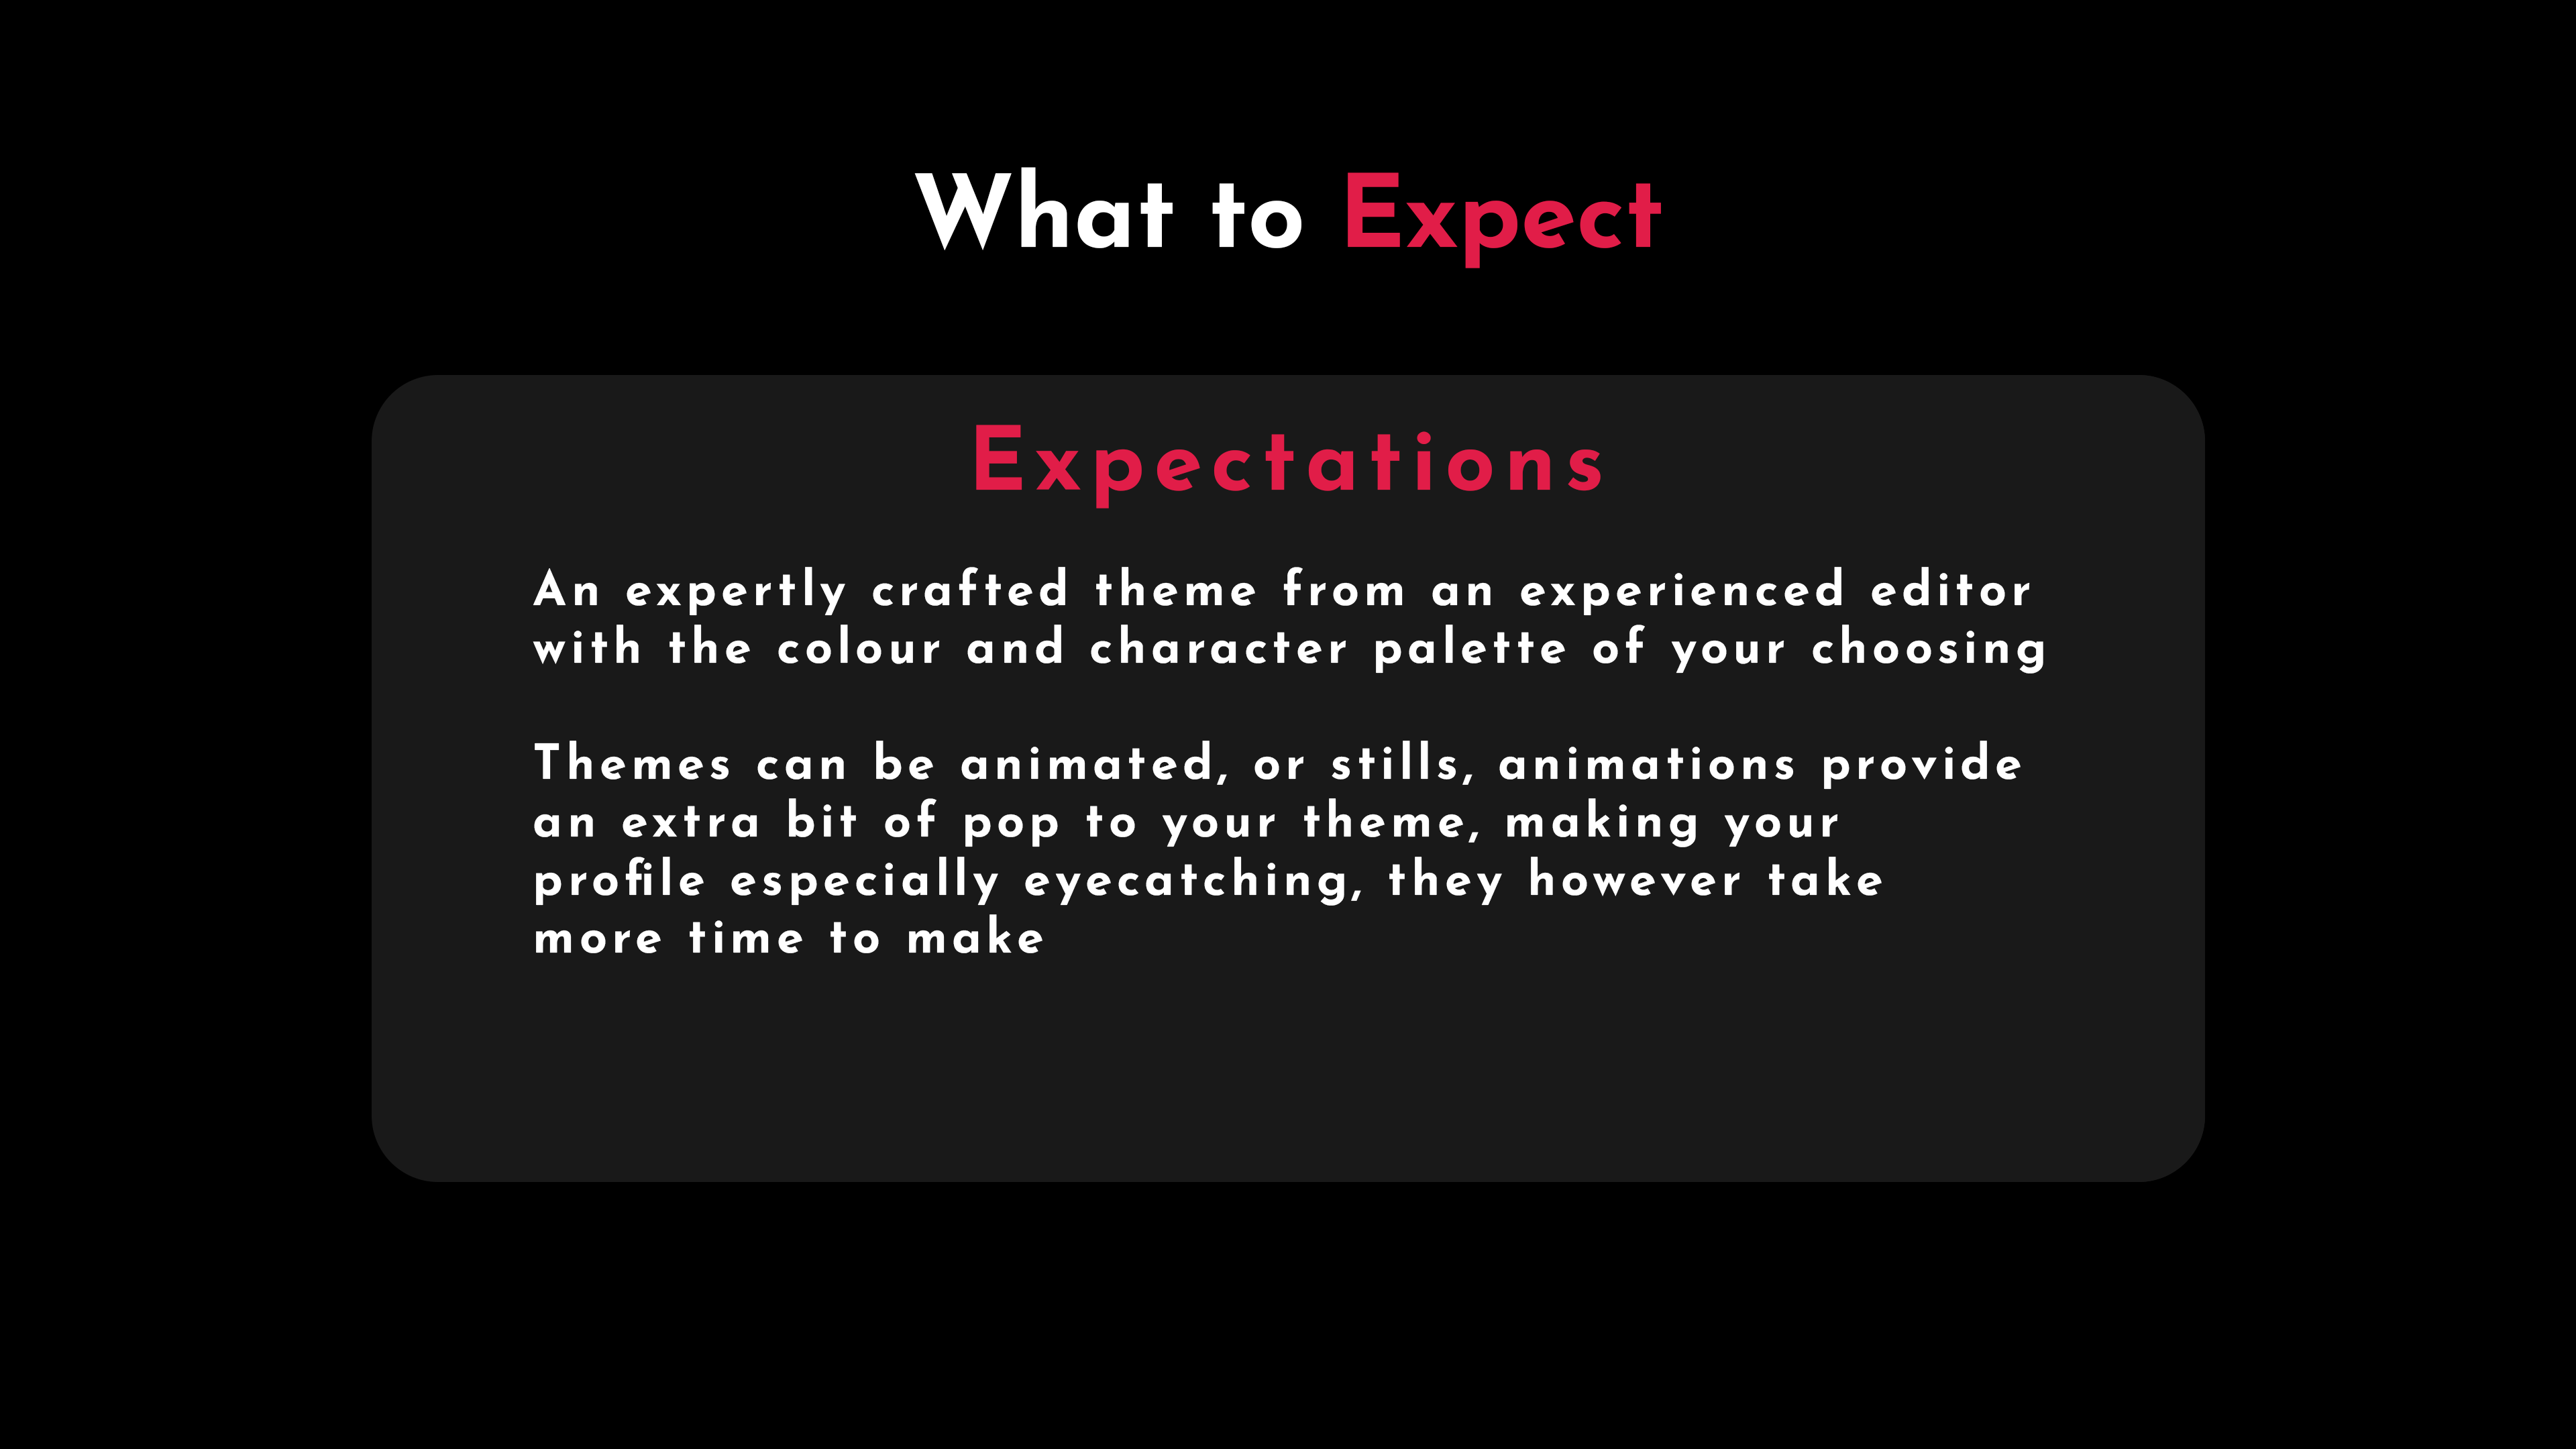 What to Expect
Expectations
An expertly crafted theme from an experienced editor
with the colour and character palette of your choosing
Themes can be animated, or stills, animations provide
an extra bit of pop to your theme, making your
profile especially eyecatching, they however take
more time to make